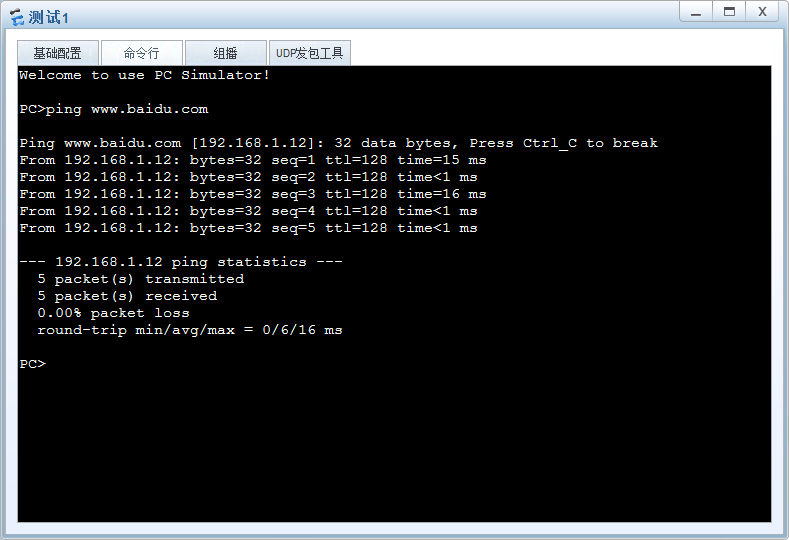 测试1
X
基础配置 命令行 组播 UDP发包工具
Welcome to use PC Simulator!
PC>ping www.baidu.com
Ping www.baidu.com [192.168.1.12]: 32 data bytes, Press Ctrl_C to break
From 192.168.1.12: bytes=32 seq=1 ttl=128 time=15 ms
From 192.168.1.12: bytes=32 seq=2 ttl=128 time<1 ms
From 192.168.1.12: bytes=32 seq=3 ttl=128 time=16 ms
From 192.168.1.12: bytes=32 seq=4 ttl=128 time<1 ms
From 192.168.1.12: bytes=32 seq=5 ttl=128 time<1 ms
--- 192.168.1.12 ping statistics ---
5 packet(s) transmitted
5 packet(s) received
0.00% packet loss
round-trip min/avg/max = 0/6/16 ms
PC>